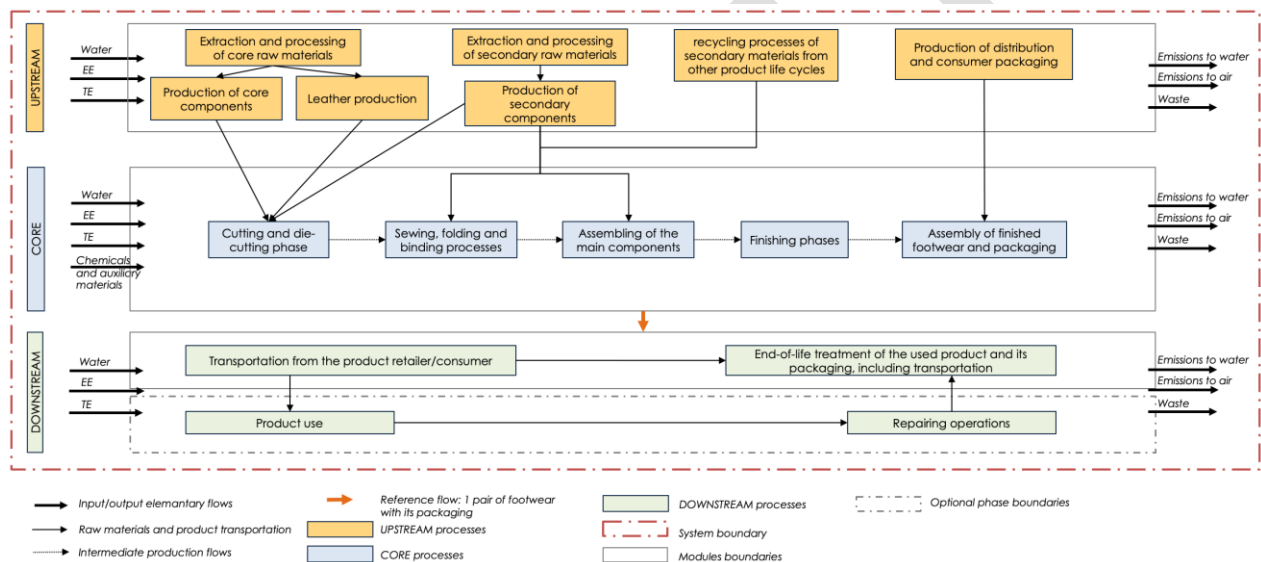 UPSTREAM
Water
EE
TE
Extraction and processing
of core raw materials
Extraction and processing
of secondary raw materials
recycling processes of
secondary materials from
other product life cycles
Production of distribution
and consumer packaging
Production of core
components
Leather production
Production of
secondary
components
Emissions to water
Emissions to air
Waste
CORE
Water
EE
TE
Chemicals
and auxiliary
materials
Cutting and die-
cutting phase
Sewing, folding and
binding processes
Assembling of the
main components
Finishing phases
Assembly of finished
footwear and packaging
Emissions to water
Emissions to air
Waste
DOWNSTREAM
Water
EE
TE
Transportation from the product retailer/consumer
End-of-life treatment of the used product and its
packaging, including transportation
Product use
Repairing operations
Emissions to water
Emissions to air
Waste
Input/output elemantary flows
Raw materials and product transportation
Intermediate production flows
Reference flow: 1 pair of footwear
with its packaging
UPSTREAM processes
CORE processes
DOWNSTREAM processes
System boundary
Modules boundaries
Optional phase boundaries